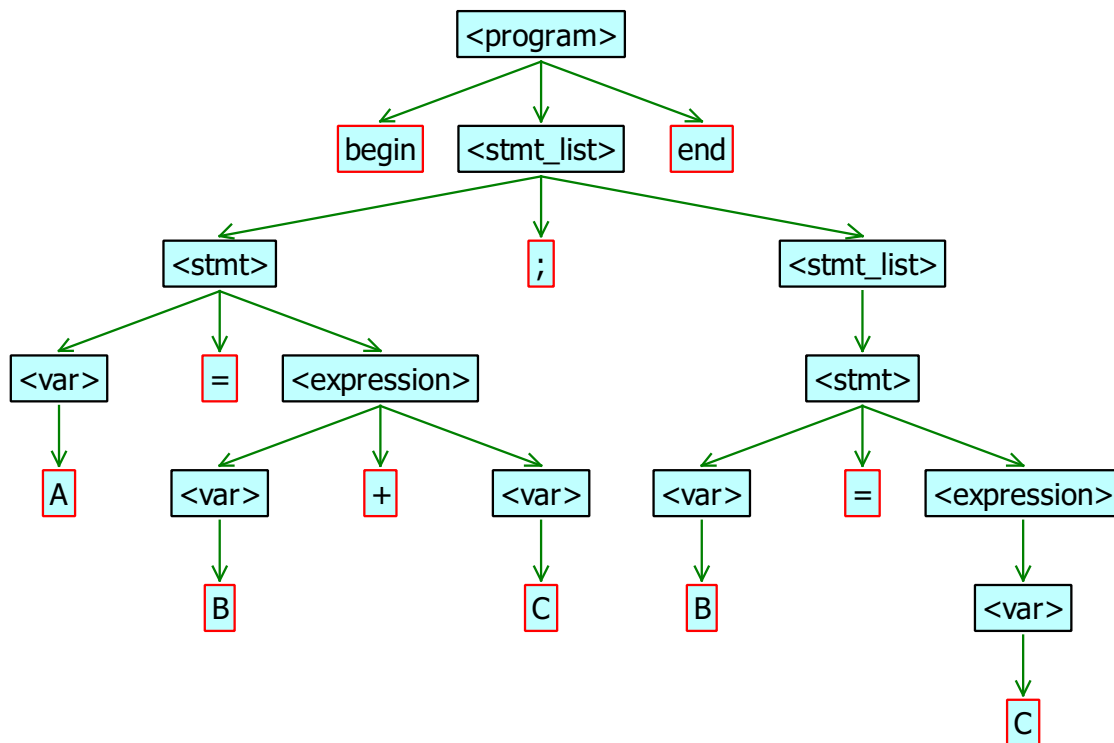 <program>
begin <stmt_list> end
<stmt> ; <stmt_list>
<var> = <expression> <stmt>
A <var> + <var> <var> = <expression>
B C B <var>
C